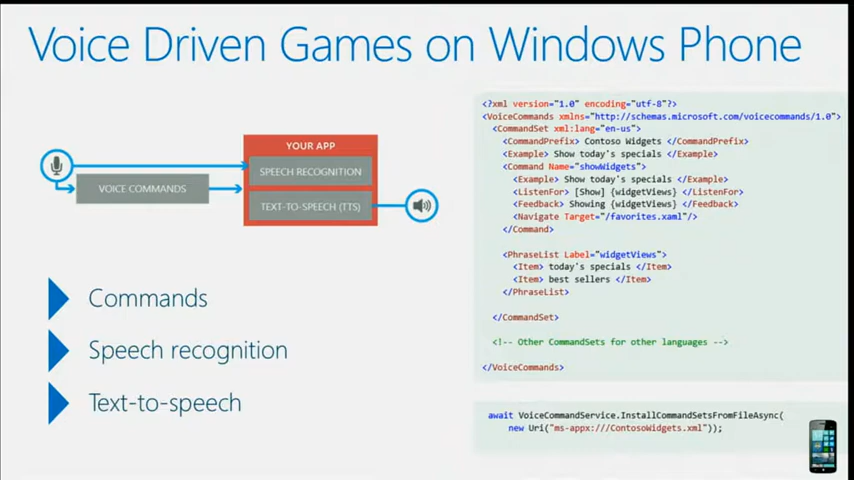 Voice Driven Games on Windows Phone
YOUR APP
SPEECH RECOGNITION
VOICE COMMANDS
TEXT-TO-SPEECH (TTS)
Commands
Speech recognition
Text-to-speech
<?xml version="1.0" encoding="utf-8"?>
<VoiceCommands xmlns="http://schemas.microsoft.com/voicecommands/1.0">
<CommandSet xml:lang="en-us">
<CommandPrefix> Contoso Widgets </CommandPrefix>
<Example> Show today's specials </Example>
<Command Name="showWidgets">
<Example> Show today's specials </Example>
<ListenFor> [Show] {widgetViews} </ListenFor>
<Feedback> Showing {widgetViews} </Feedback>
<Navigate Target="/favorites.xaml"/>
</Command>
<PhraseList Label="widgetViews">
<Item> today's specials </Item>
<Item> best sellers </Item>
</PhraseList>
</CommandSet>
<!-- Other CommandSets for other languages -->
</VoiceCommands>
await VoiceCommandService.InstallCommandSetsFromFileAsync(
new Uri("ms-appx:///ContosoWidgets.xml"));